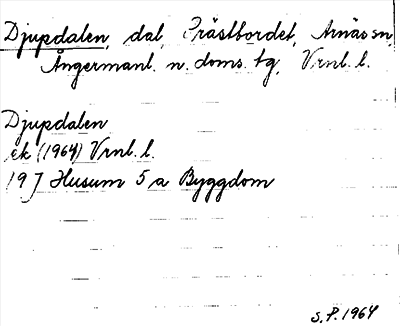 Djupdalen, dal, Prästbordet, Arnäs sn,
Ångermanl. n. doms. tg, Vrnl. l.
Djupdalen
ek (1964) Vrnl. l.
19 J Husum 5 a Byggdom
S.P. 1964